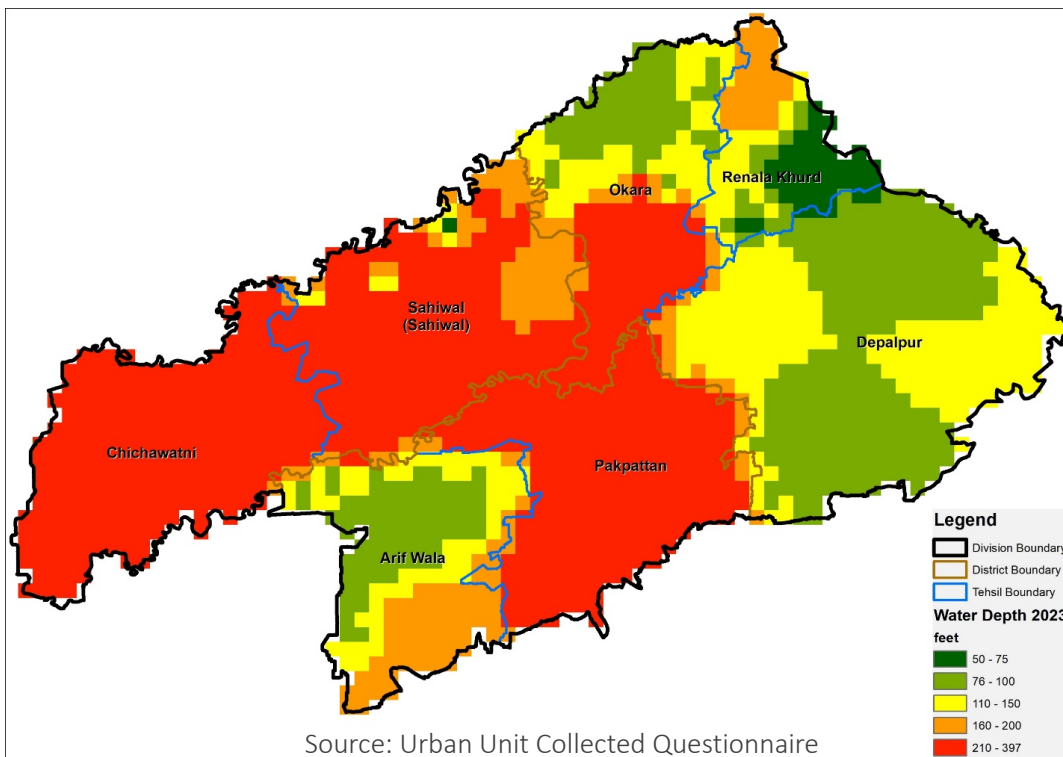 Okara
Renala Khurd
Sahiwal
(Sahiwal)
Depalpur
Chichawatni
Pakpattan
Arif Wala
Legend
Division Boundary
District Boundary
Tehsil Boundary
Water Depth 2023
feet
50 - 75
76 - 100
110 - 150
160 - 200
210 - 397
Source: Urban Unit Collected Questionnaire